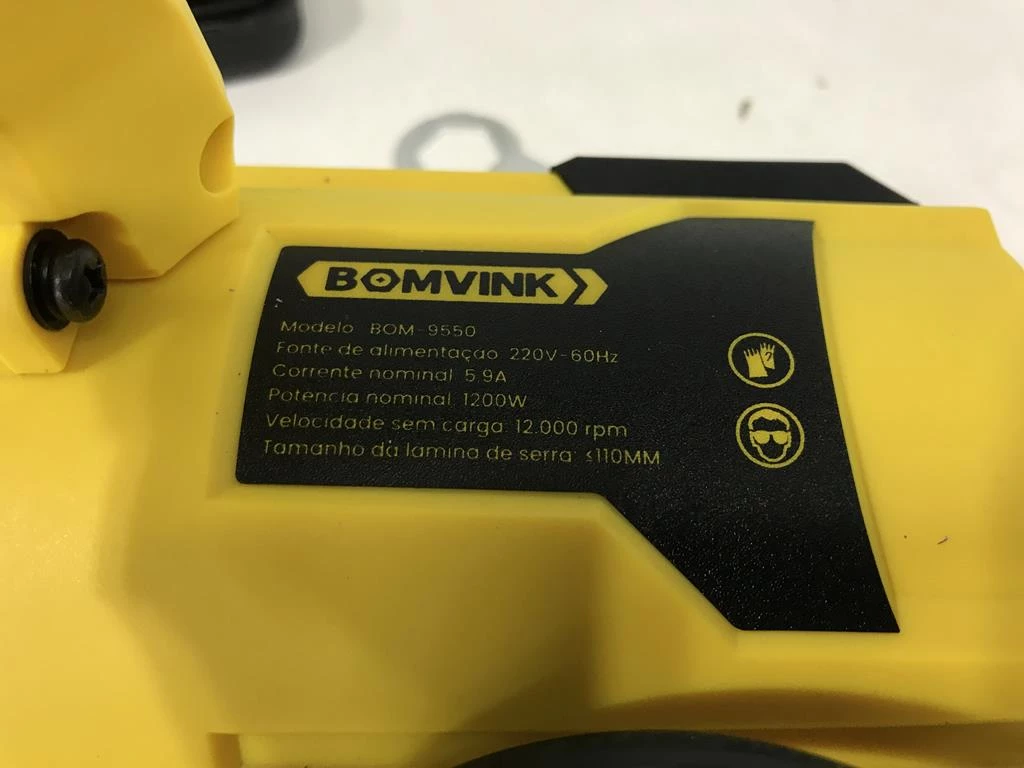 BOMVINK
Modelo BOM-9550
Fonte de alimentaçao 220V-60Hz
Corrente nominal 5.9A
Potencia nominal 1200W
Velocidade sem carga 12.000 rpm
Tamanho da lamina de serra: ≤110MM